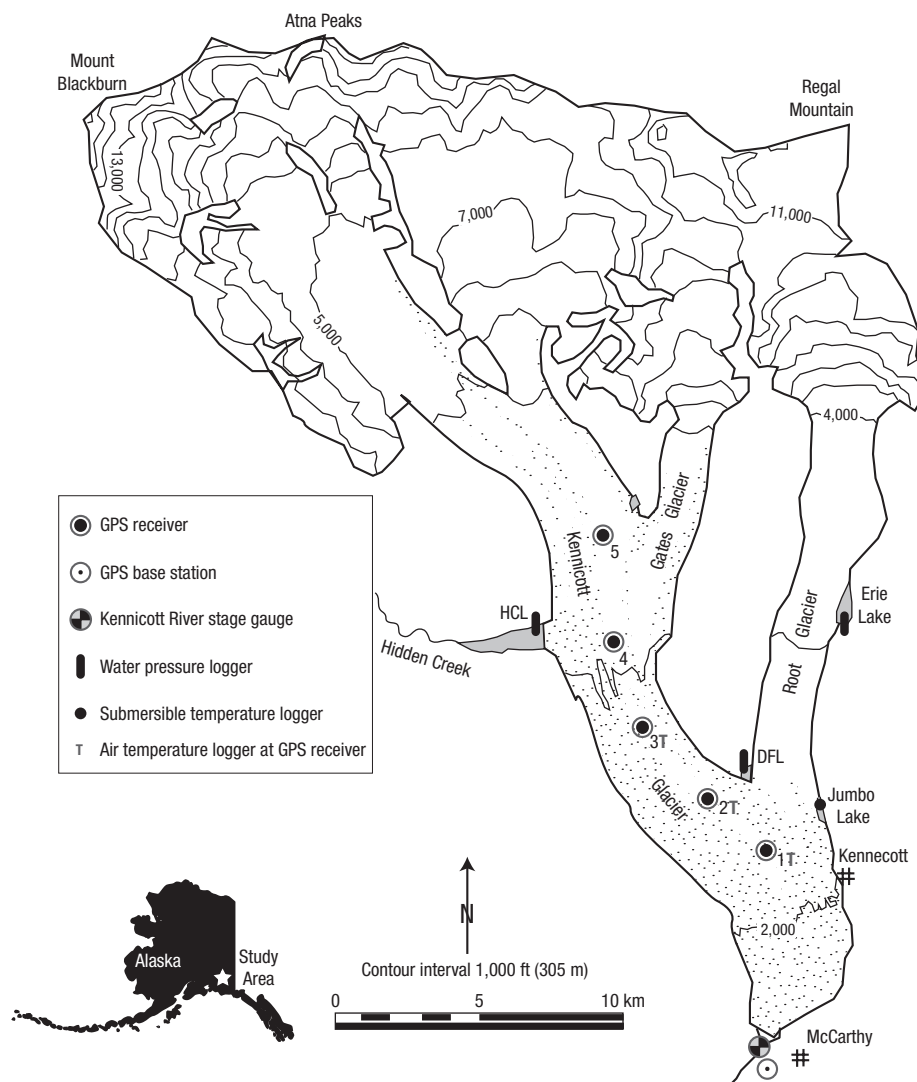 Atna Peaks
Mount
Blackburn
Regal
Mountain
13,000
7,000
11,000
5,000
4,000
GPS receiver
GPS base station
Kennicott River stage gauge
Water pressure logger
Submersible temperature logger
T Air temperature logger at GPS receiver
Kennicott
Glacier
Gates Glacier
5
HCL
Hidden Creek
4
Erie
Lake
Root Glacier
3T
DFL
2T
Jumbo
Lake
1T
Kennecott
2,000
N
Alaska
Study
Area
Contour interval 1,000 ft (305 m)
0 5 10 km
McCarthy